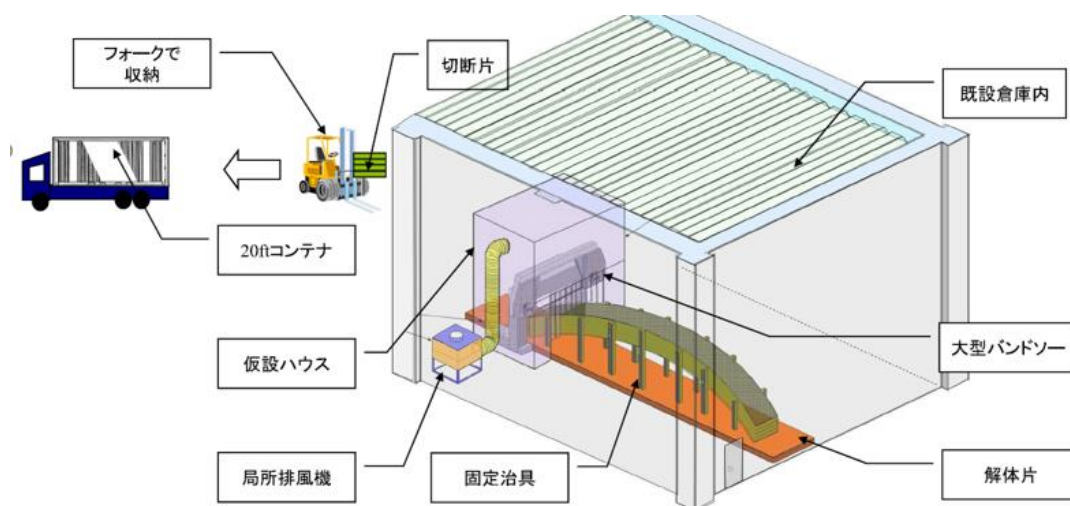 フォークで
収納
切断片
既設倉庫内
20ftコンテナ
仮設ハウス
大型バンドソー
局所排風機
固定治具
解体片